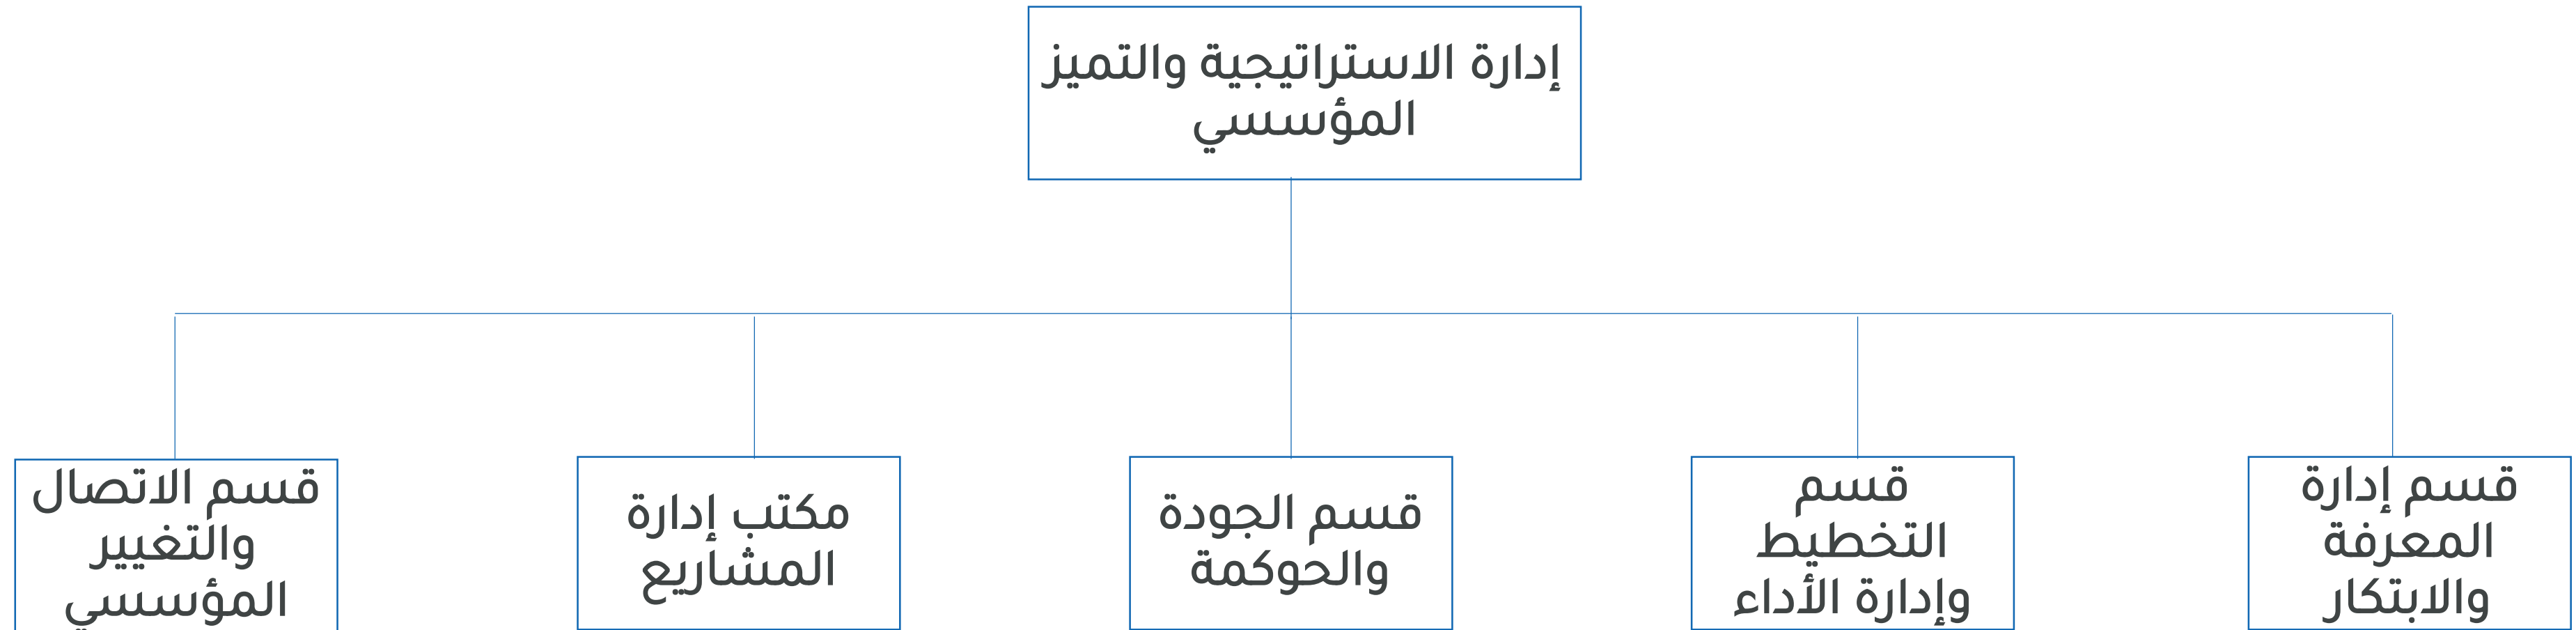 إدارة الاستراتيجية والتميز
المؤسسي
قسم إدارة
المعرفة
والابتكار
قسم
التخطيط
وإدارة الأداء
قسم الجودة
والحوكمة
مكتب إدارة
المشاريع
قسم الاتصال
والتغيير
المؤسسي